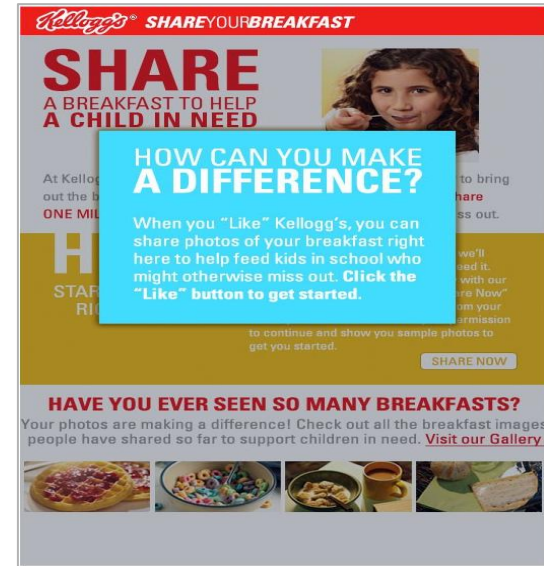 Kellogg's® SHAREYOURBREAKFAST
SHARE
A BREAKFAST TO HELP
A CHILD IN NEED
HOW CAN YOU MAKE
A DIFFERENCE?
When you "Like" Kellogg's, you can
share photos of your breakfast right
here to help feed kids in school who
might otherwise miss out. Click the
"Like" button to get started.
At to bring
out the
ONE ss out.
we'll
eed it.
STAR with our
Now"
om your
to continue and show you sample photos to
get you started.
SHARE NOW
HAVE YOU EVER SEEN SO MANY BREAKFASTS?
Your photos are making a difference! Check out all the breakfast images
people have shared so far to support children in need. Visit our Gallery